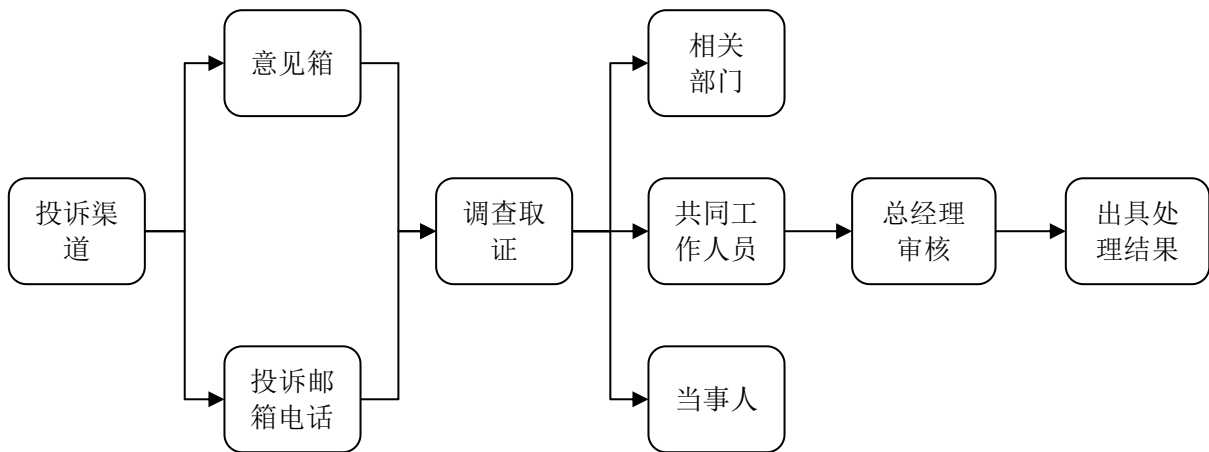 投诉渠
道
意见箱
投诉邮
箱电话
调查取
证
相关
部门
共同工
作人员
当事人
总经理
审核
出具处
理结果